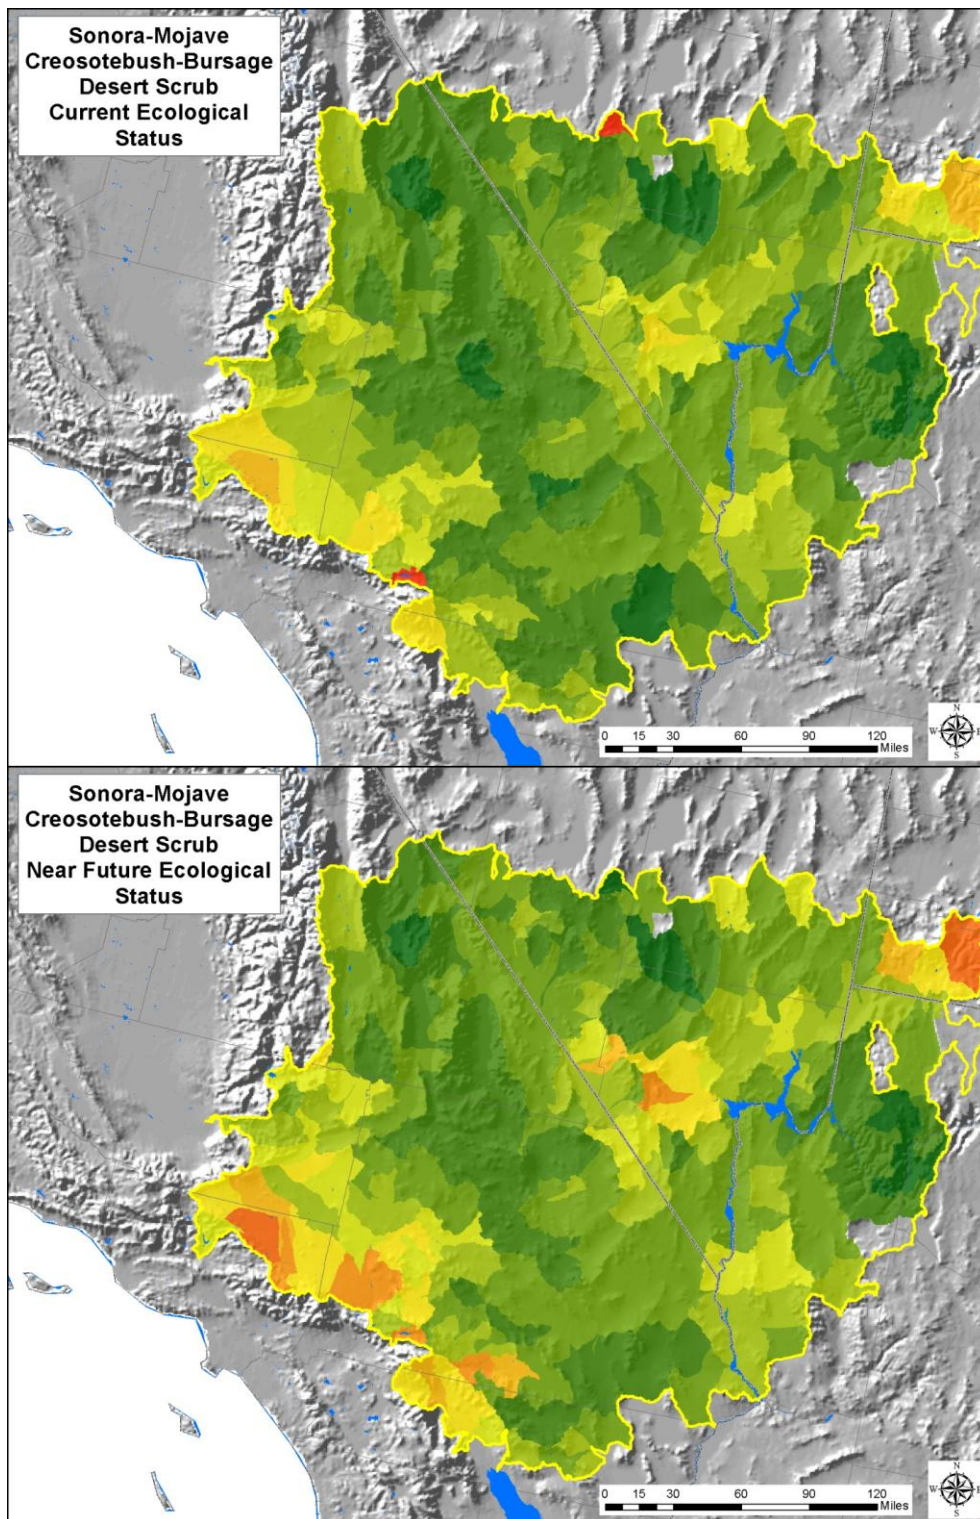 Sonora-Mojave
Creosotebush-Bursage
Desert Scrub
Current Ecological
Status
N
W E
S
0 15 30 60 90 120
Miles
Sonora-Mojave
Creosotebush-Bursage
Desert Scrub
Near Future Ecological
Status
N
W E
S
0 15 30 60 90 120
Miles